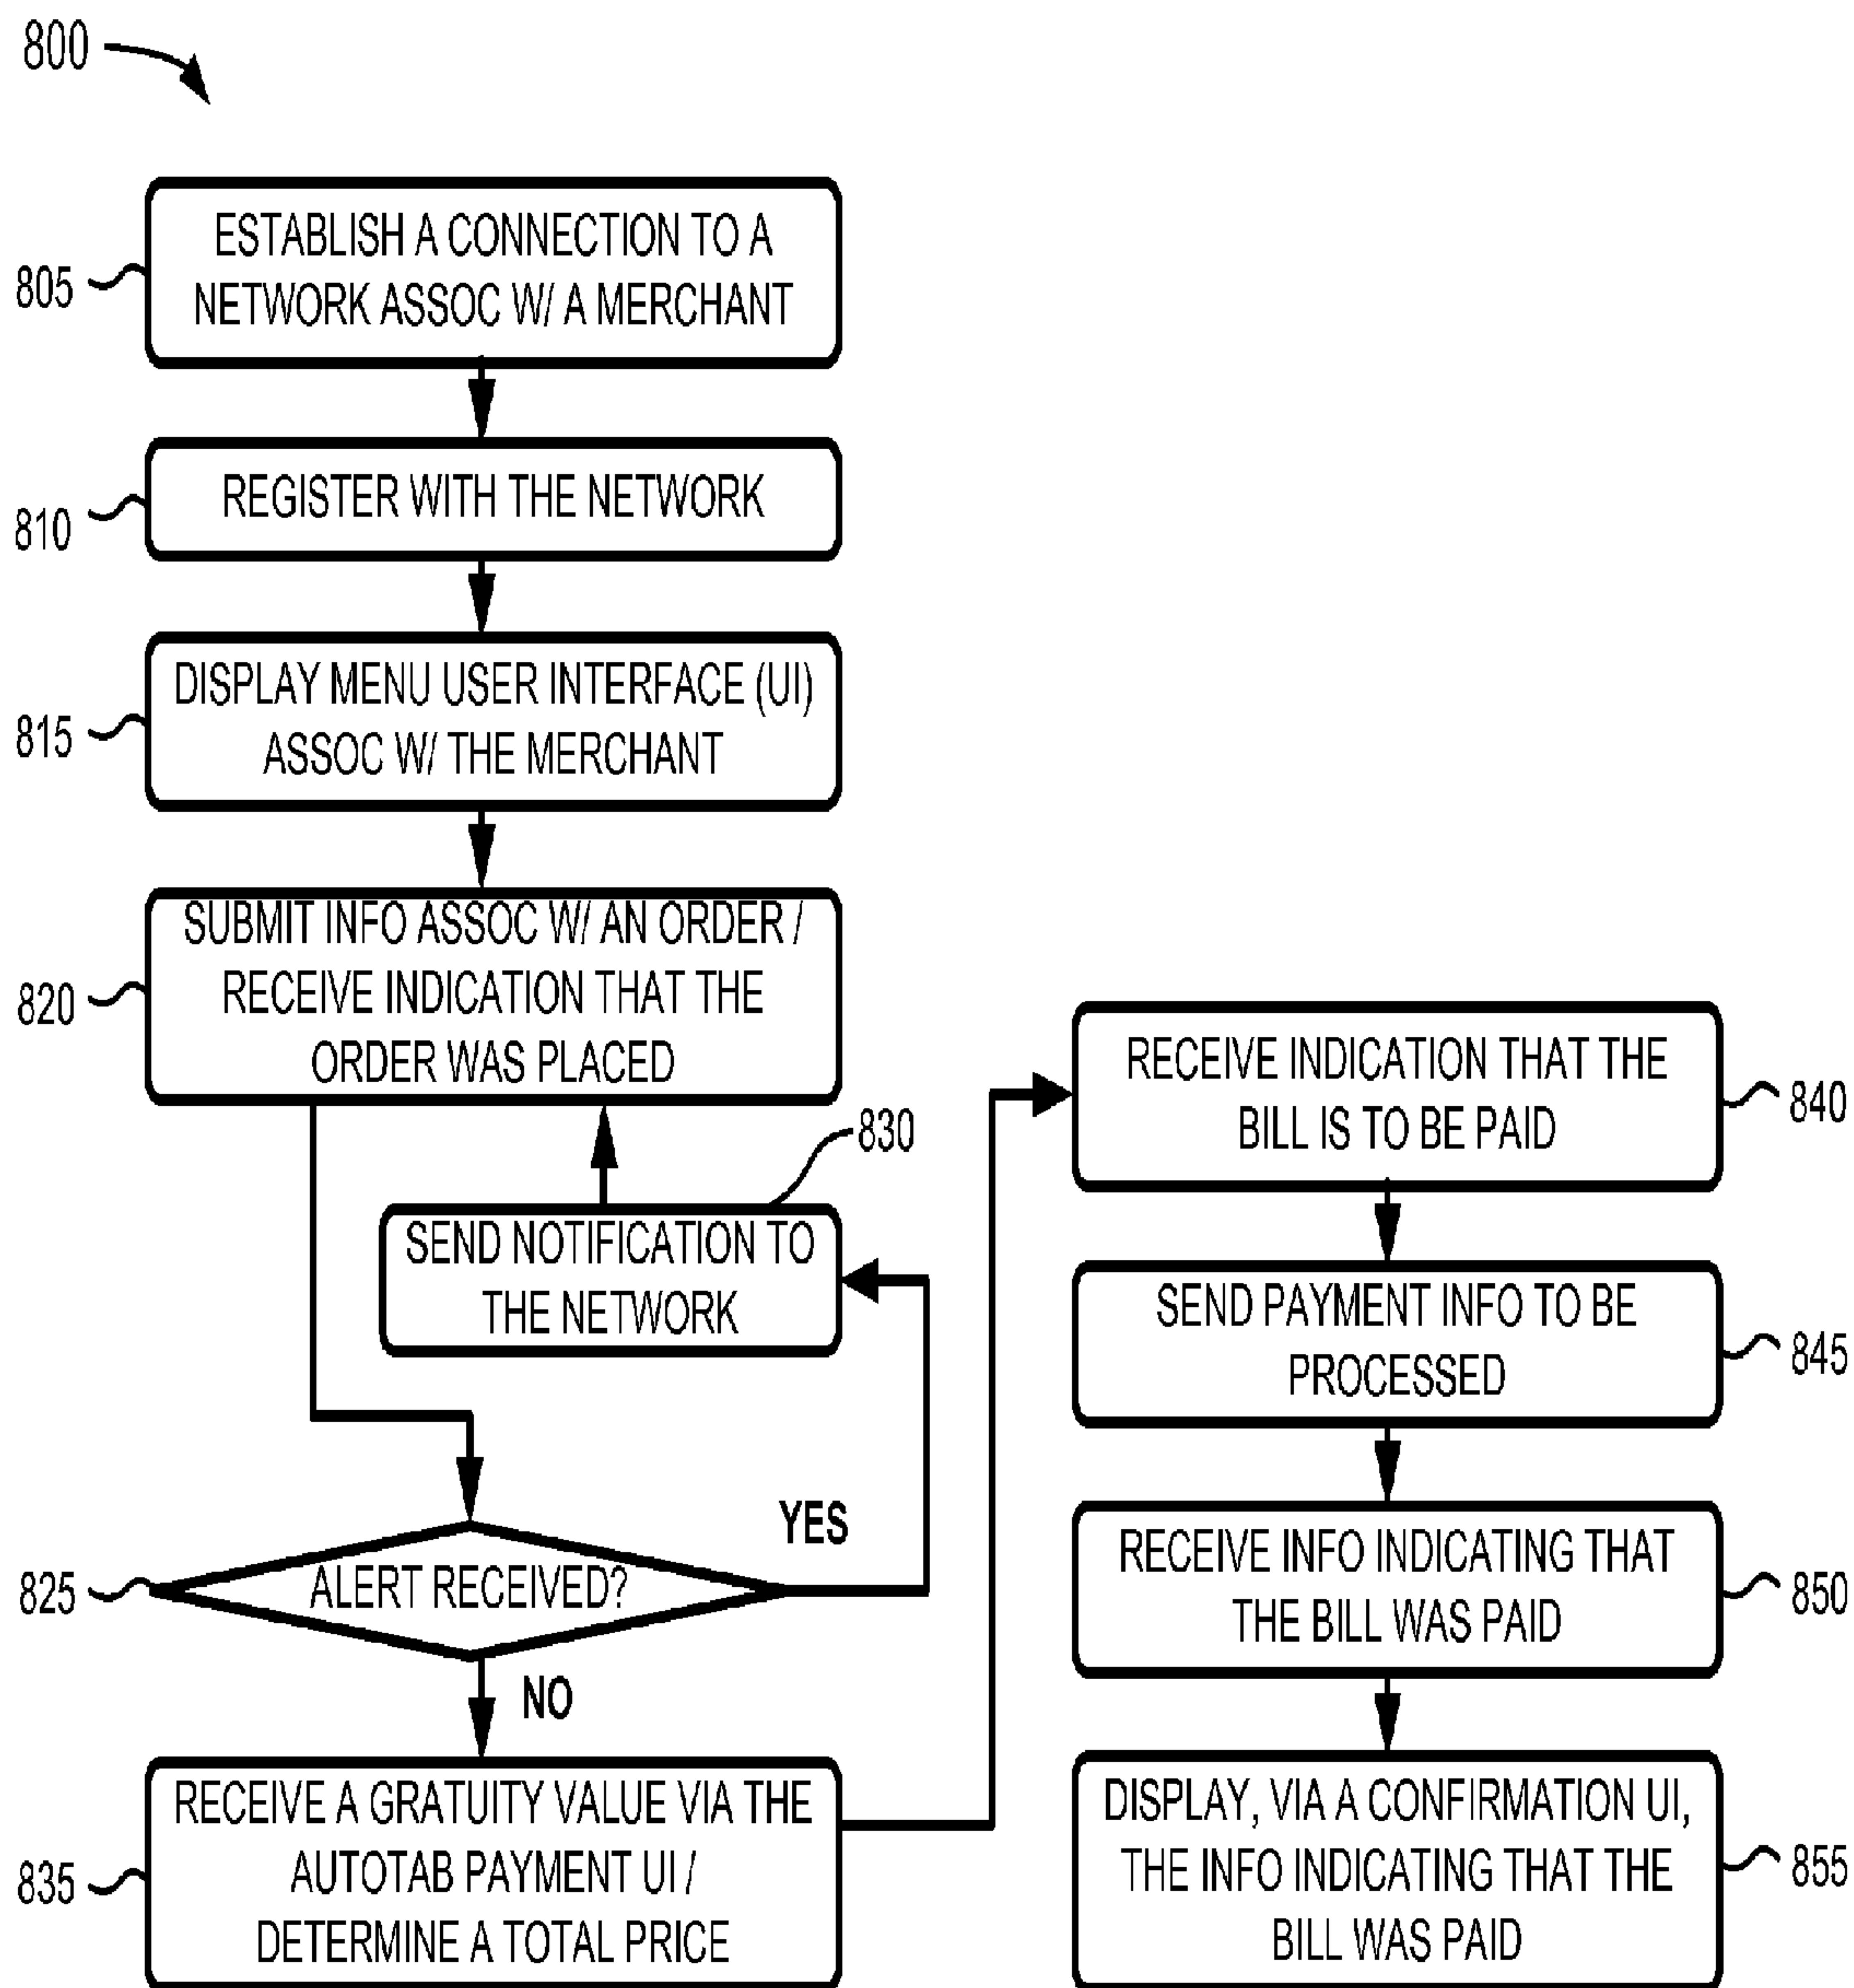 800
ESTABLISH A CONNECTION TO A
NETWORK ASSOC W/ A MERCHANT
805
REGISTER WITH THE NETWORK
810
DISPLAY MENU USER INTERFACE (UI)
ASSOC W/ THE MERCHANT
815
SUBMIT INFO ASSOC W/ AN ORDER /
RECEIVE INDICATION THAT THE
ORDER WAS PLACED
820
830
SEND NOTIFICATION TO
THE NETWORK
YES
ALERT RECEIVED?
825
NO
RECEIVE A GRATUITY VALUE VIA THE
AUTOTAB PAYMENT UI /
DETERMINE A TOTAL PRICE
835
RECEIVE INDICATION THAT THE
BILL IS TO BE PAID
840
SEND PAYMENT INFO TO BE
PROCESSED
845
RECEIVE INFO INDICATING THAT
THE BILL WAS PAID
850
DISPLAY, VIA A CONFIRMATION UI,
THE INFO INDICATING THAT THE
BILL WAS PAID
855